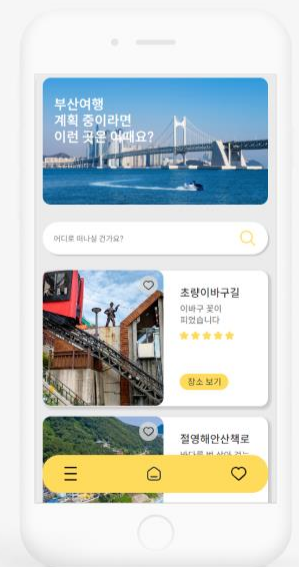 부산여행
계획 중이라면
이런 곳은 어때요?
어디로 떠나실 건가요?
초량이바구길
이바구 꽃이
피었습니다
장소 보기
절영해안산책로